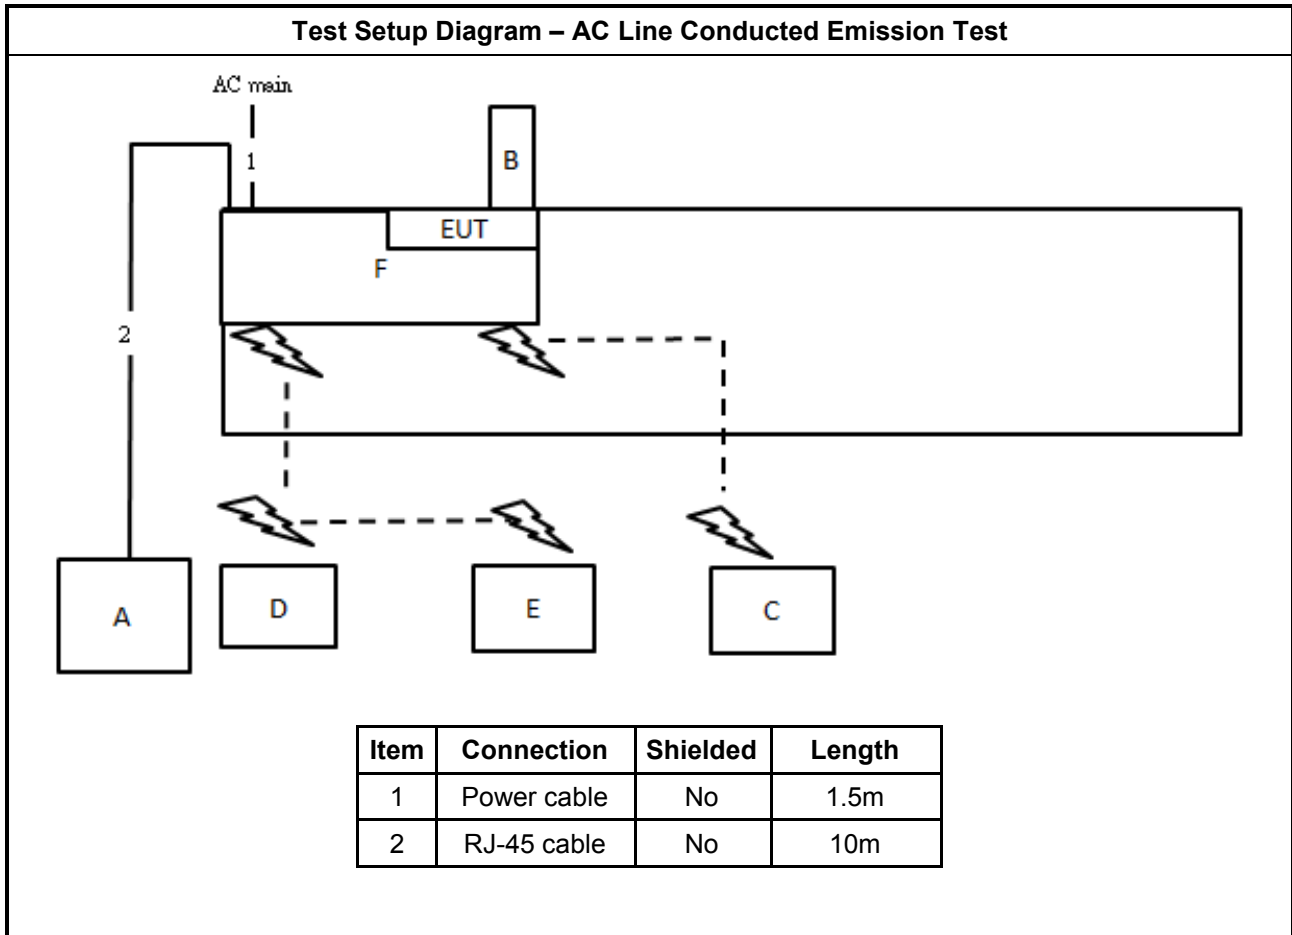 Test Setup Diagram – AC Line Conducted Emission Test
AC main
1
B
EUT
F
2
A
D
E
C
Item Connection Shielded Length
1 Power cable No 1.5m
2 RJ-45 cable No 10m